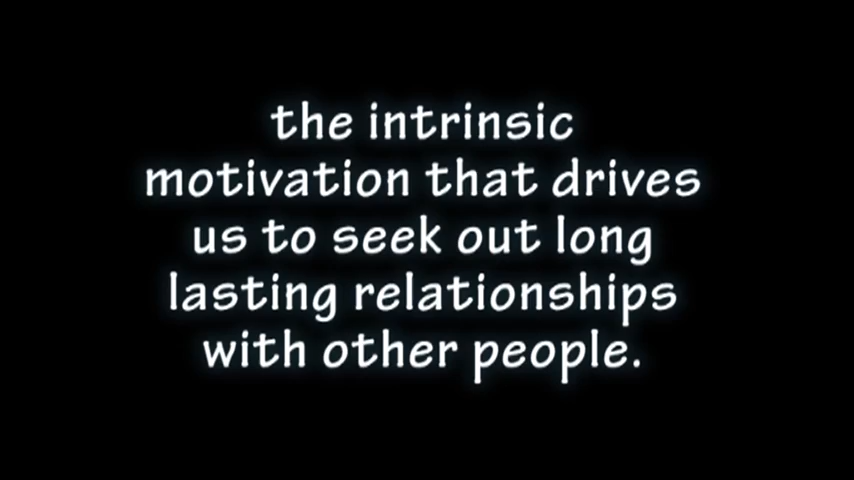 the intrinsic
motivation that drives
us to seek out long
lasting relationships
with other people.